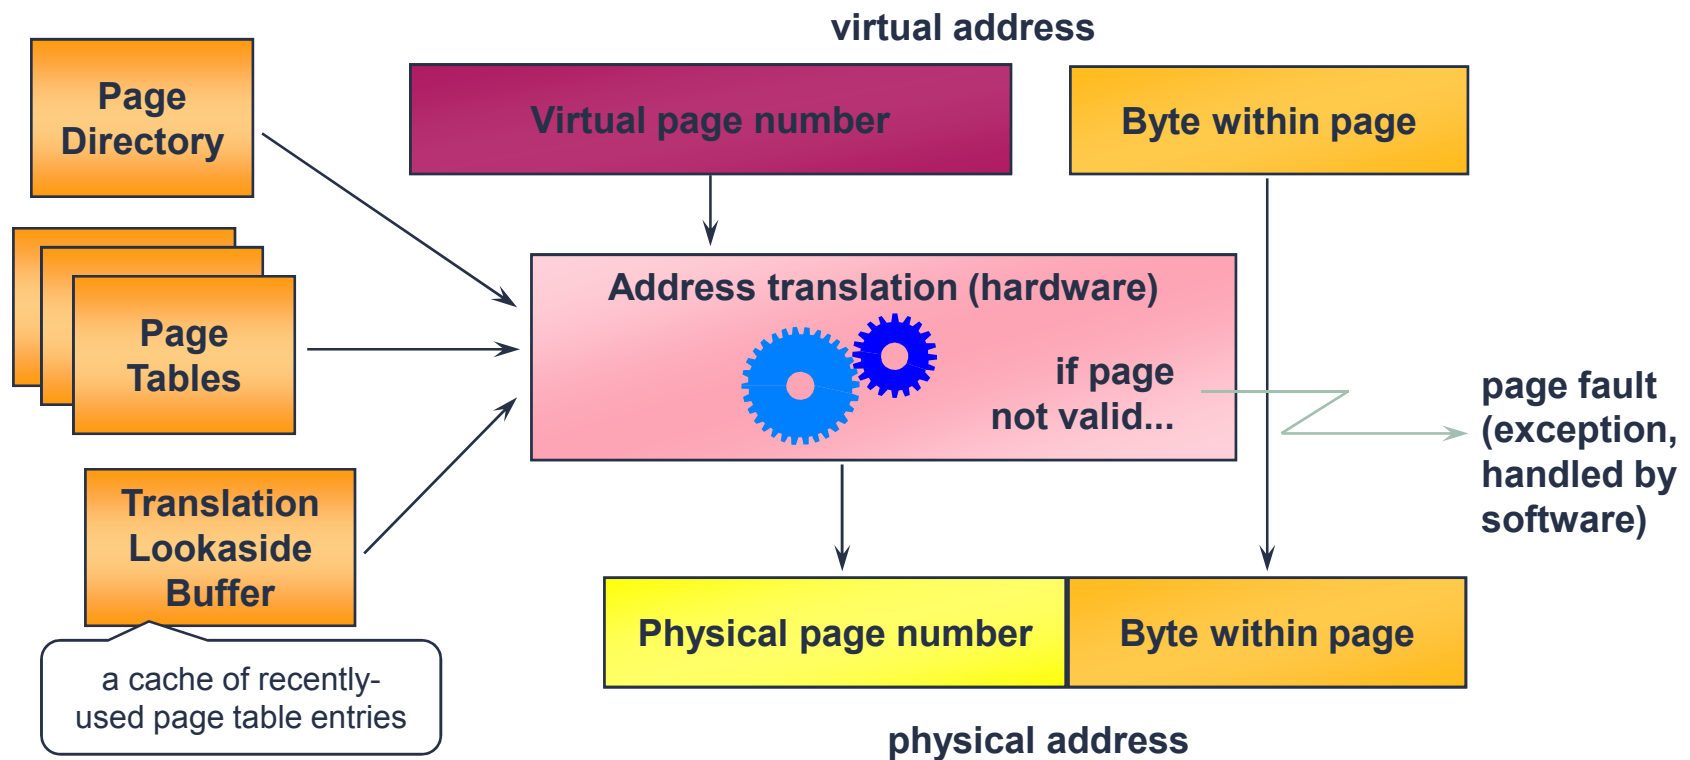 virtual address
Page
Directory
Virtual page number
Byte within page
Page
Tables
Address translation (hardware)
if page
not valid...
page fault
(exception,
handled by
software)
Translation
Lookaside
Buffer
a cache of recently-
used page table entries
Physical page number
Byte within page
physical address